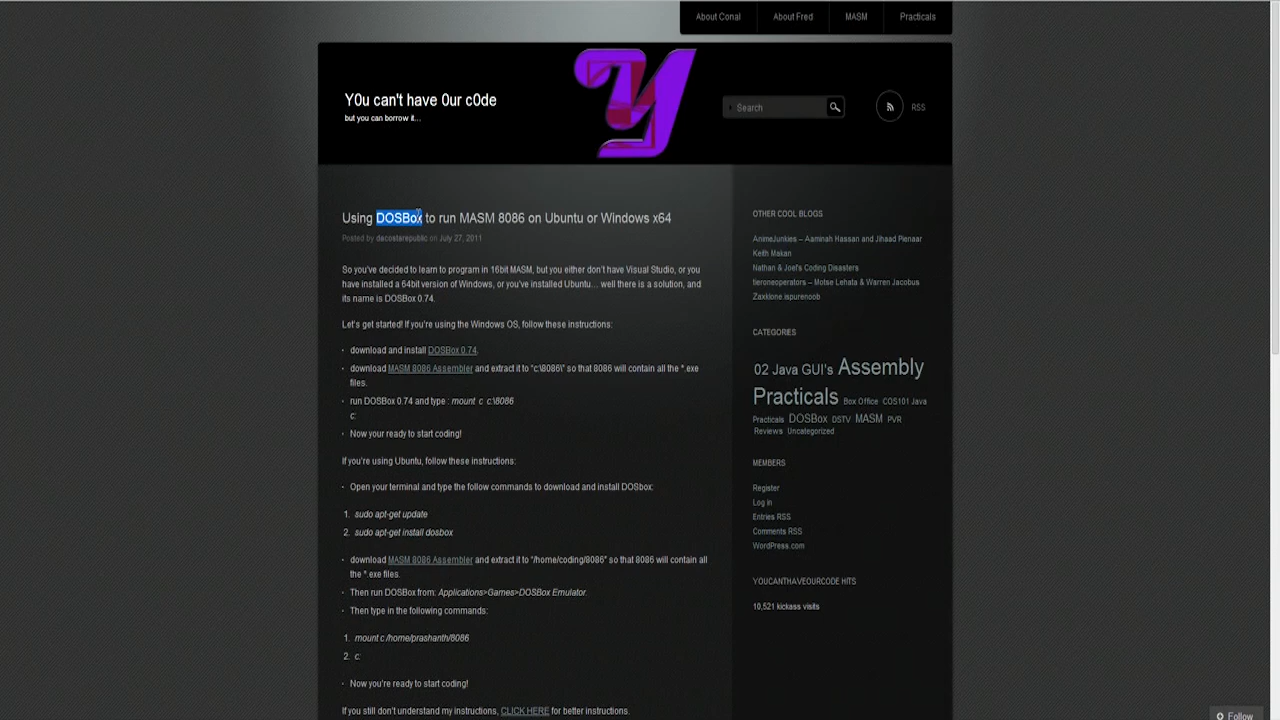 About Conal
About Fred
MASM
Practicals
Y0u can't have 0ur c0de
but you can borrow it...
Y
Search
RSS
Using DOSBox to run MASM 8086 on Ubuntu or Windows x64
Posted by dacostarepublic on July 27, 2011
So you've decided to learn to program in 16bit MASM, but you either don't have Visual Studio, or you
have installed a 64bit version of Windows, or you've installed Ubuntu... well there is a solution, and
its name is DOSBox 0.74.
Let's get started! If you're using the Windows OS, follow these instructions:
· download and install DOSBox 0.74.
· download MASM 8086 Assembler and extract it to "c:\8086\" so that 8086 will contain all the *.exe
files.
· run DOSBox 0.74 and type : mount c c:\8086
c:
· Now your ready to start coding!
If you're using Ubuntu, follow these instructions:
· Open your terminal and type the follow commands to download and install DOSbox:
1. sudo apt-get update
2. sudo apt-get install dosbox
· download MASM 8086 Assembler and extract it to "/home/coding/8086" so that 8086 will contain all
the *.exe files.
· Then run DOSBox from: Applications>Games>DOSBox Emulator.
· Then type in the following commands:
1. mount c /home/prashanth/8086
2. c:
· Now you're ready to start coding!
If you still don't understand my instructions, CLICK HERE for better instructions.
OTHER COOL BLOGS
AnimeJunkies – Aaminah Hassan and Jihaad Pienaar
Keith Makan
Nathan & Joel's Coding Disasters
tieroneoperators – Motse Lehata & Warren Jacobus
Zaxklone.ispurenoob
CATEGORIES
02 Java GUI's Assembly
Practicals Box Office COS101 Java
Practicals DOSBox DSTV MASM PVR
Reviews Uncategorized
MEMBERS
Register
Log in
Entries RSS
Comments RSS
WordPress.com
YOUCANTHAVEOURCODE HITS
10,521 kickass visits
Follow